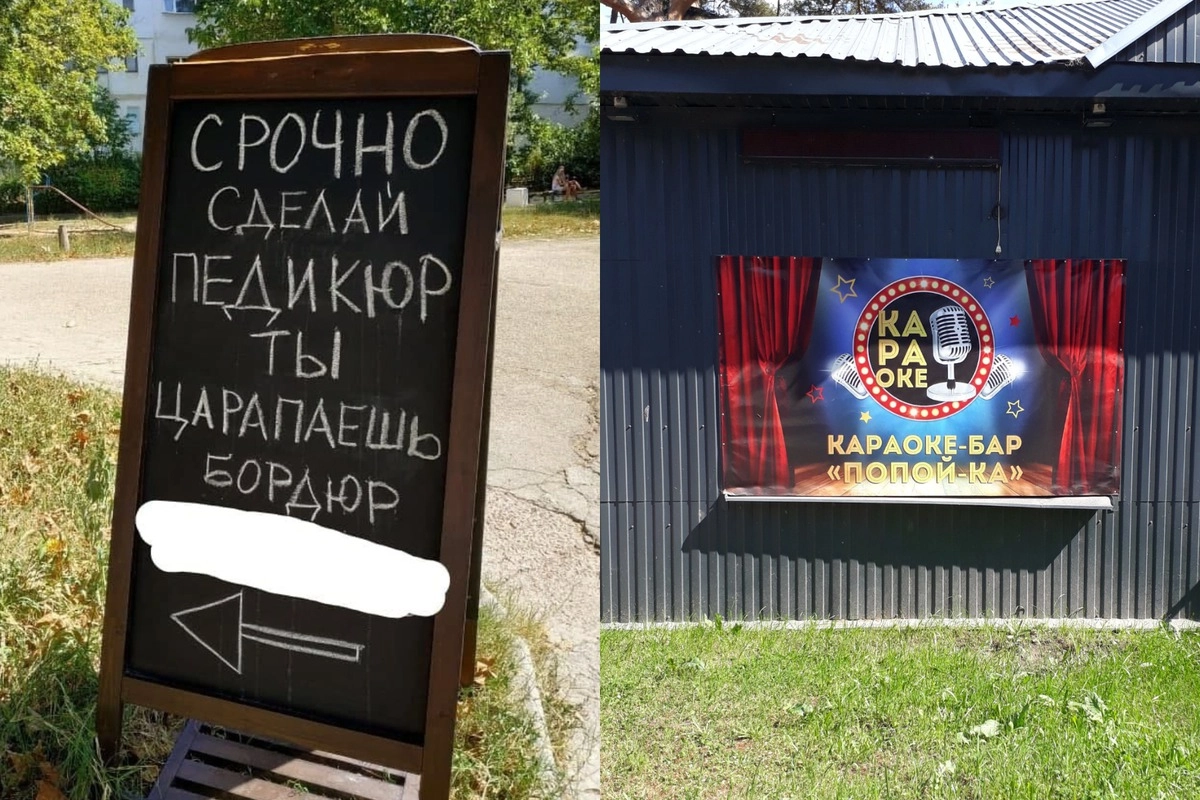 СРОЧНО
СДЕЛАЙ
ПЕДИКЮР
ТЫ
ЦАРАПАЕШЬ
БОРДЮР
КА
РА
ОКЕ
КАРАОКЕ-БАР
«ПОПОЙ-КА»